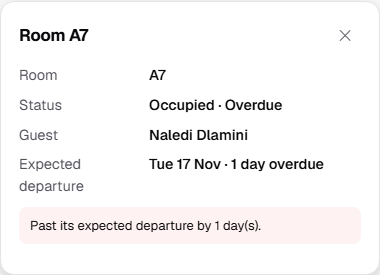 Room A7
Room A7
Status Occupied · Overdue
Guest Naledi Dlamini
Expected Tue 17 Nov · 1 day overdue
departure
Past its expected departure by 1 day(s).